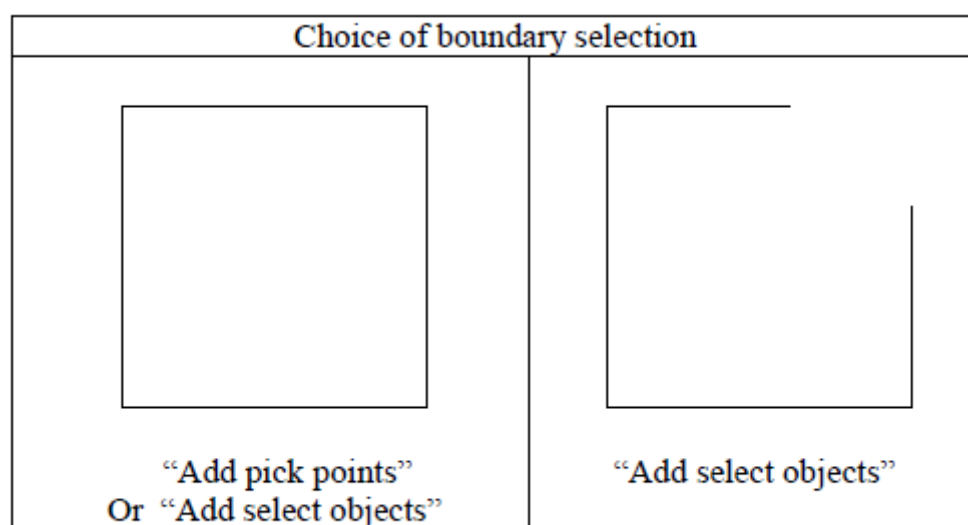 Choice of boundary selection
“Add pick points”
Or “Add select objects”
“Add select objects”